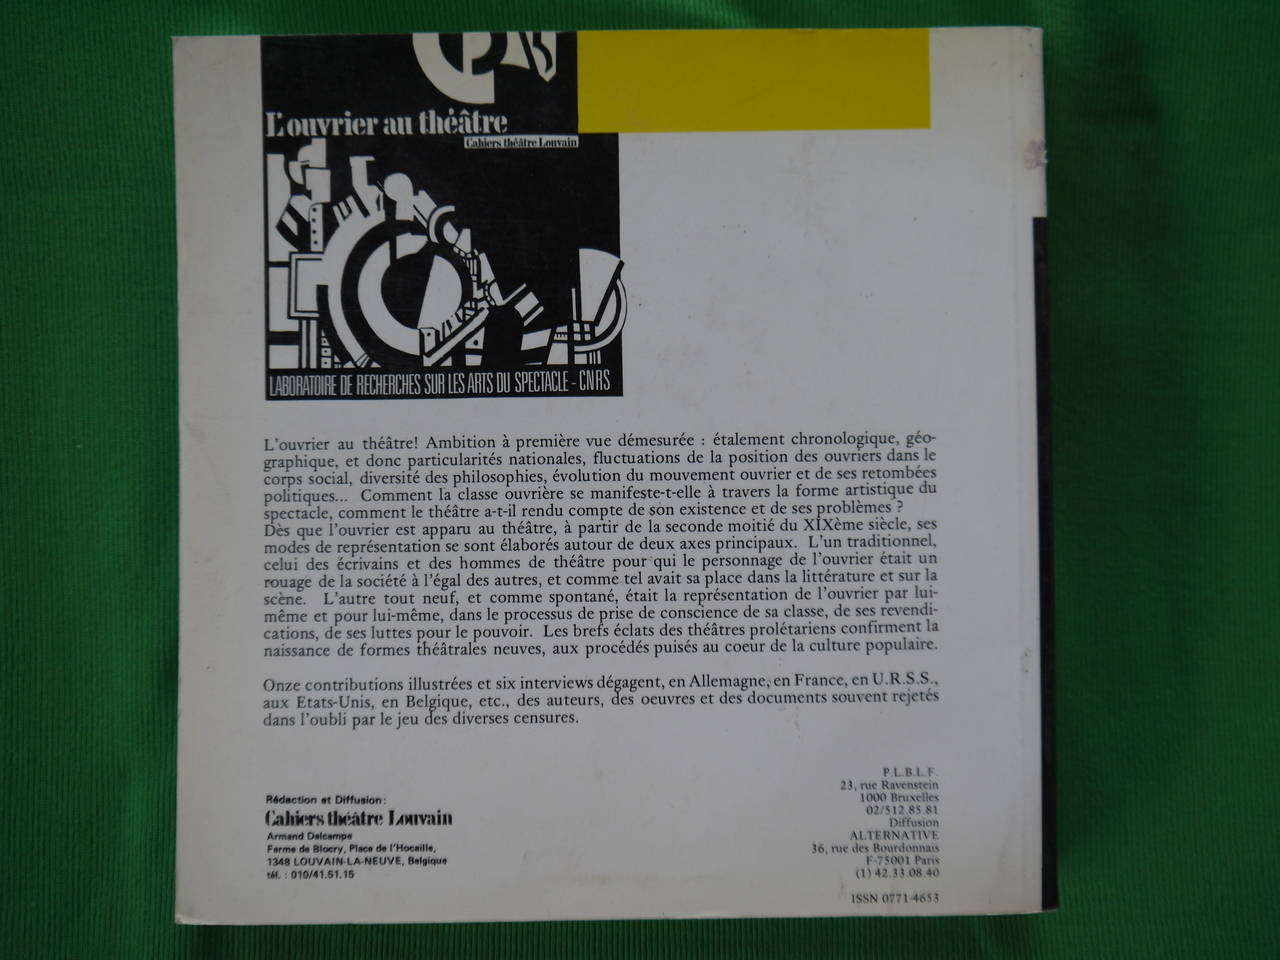 L'ouvrier au théâtre
Cahiers théâtre Louvain
LABORATOIRE DE RECHERCHES SUR LES ARTS DU SPECTACLE - CNRS
L'ouvrier au théâtre! Ambition à première vue démesurée : étalement chronologique, géo-
graphique, et donc particularités nationales, fluctuations de la position des ouvriers dans le
corps social, diversité des philosophies, évolution du mouvement ouvrier et de ses retombées
politiques... Comment la classe ouvrière se manifeste-t-elle à travers la forme artistique du
spectacle, comment le théâtre a-t-il rendu compte de son existence et de ses problèmes ?
Dès que l'ouvrier est apparu au théâtre, à partir de la seconde moitié du XIXème siècle, ses
modes de représentation se sont élaborés autour de deux axes principaux. L'un traditionnel,
celui des écrivains et des hommes de théâtre pour qui le personnage de l'ouvrier était un
rouage de la société à l'égal des autres, et comme tel avait sa place dans la littérature et sur la
scène. L'autre tout neuf, et comme spontané, était la représentation de l'ouvrier par lui-
même et pour lui-même, dans le processus de prise de conscience de sa classe, de ses revendi-
cations, de ses luttes pour le pouvoir. Les brefs éclats des théâtres prolétariens confirment la
naissance de formes théâtrales neuves, aux procédés puisés au coeur de la culture populaire.
Onze contributions illustrées et six interviews dégagent, en Allemagne, en France, en U.R.S.S.,
aux Etats-Unis, en Belgique, etc., des auteurs, des oeuvres et des documents souvent rejetés
dans l'oubli par le jeu des diverses censures.
Rédaction et Diffusion :
Cahiers théâtre Louvain
Armand Delcampe
Ferme de Blocry, Place de l'Hocaille,
1348 LOUVAIN-LA-NEUVE, Belgique
tél. : 010/41.51.15
P.L.B.L.F.
23, rue Ravenstein
1000 Bruxelles
02/512.85.81
Diffusion
ALTERNATIVE
36, rue des Bourdonnais
F-75001 Paris
(1) 42.33.08.40
ISSN 0771-4653